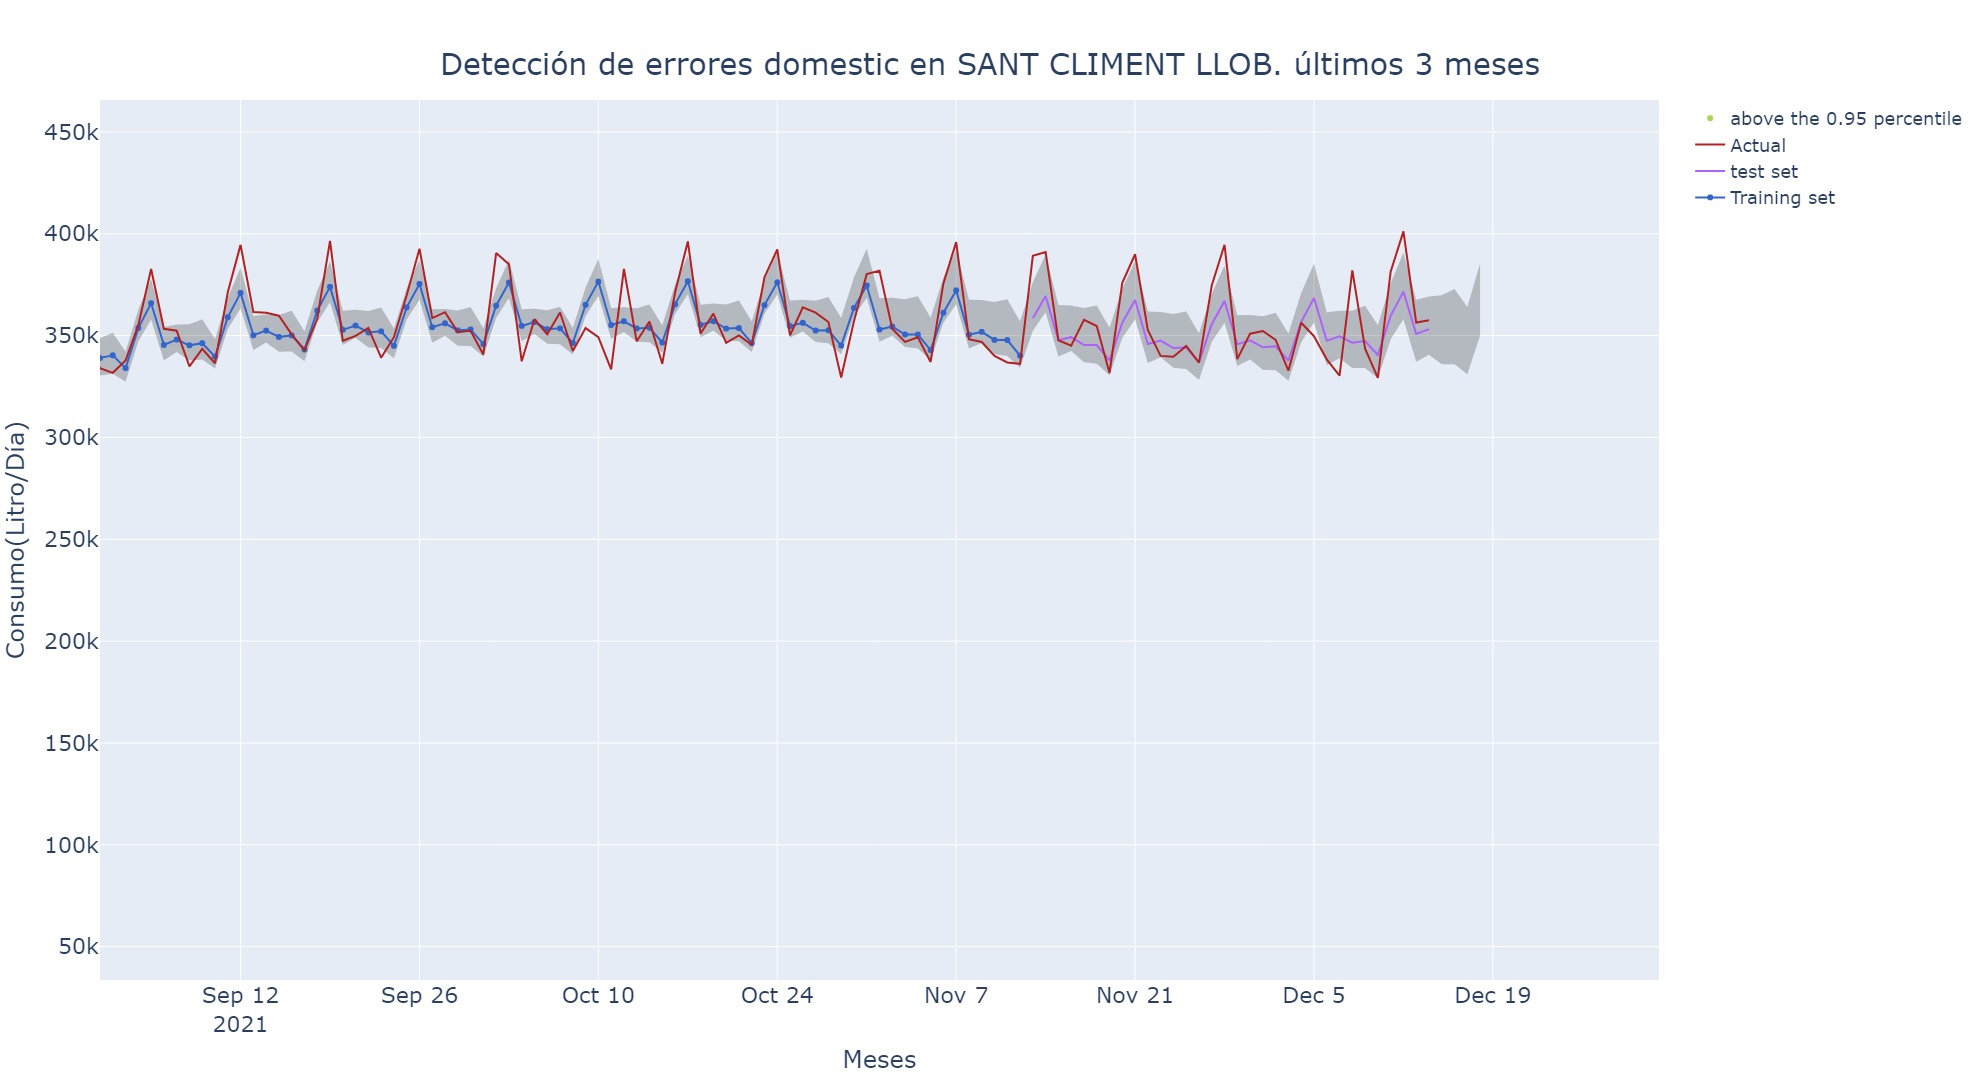 Detección de errores domestic en SANT CLIMENT LLOB. últimos 3 meses
above the 0.95 percentile
Actual
test set
Training set
450k
400k
350k
300k
250k
200k
150k
100k
50k
Consumo(Litro/Día)
Sep 12
2021
Sep 26
Oct 10
Oct 24
Nov 7
Nov 21
Dec 5
Dec 19
Meses